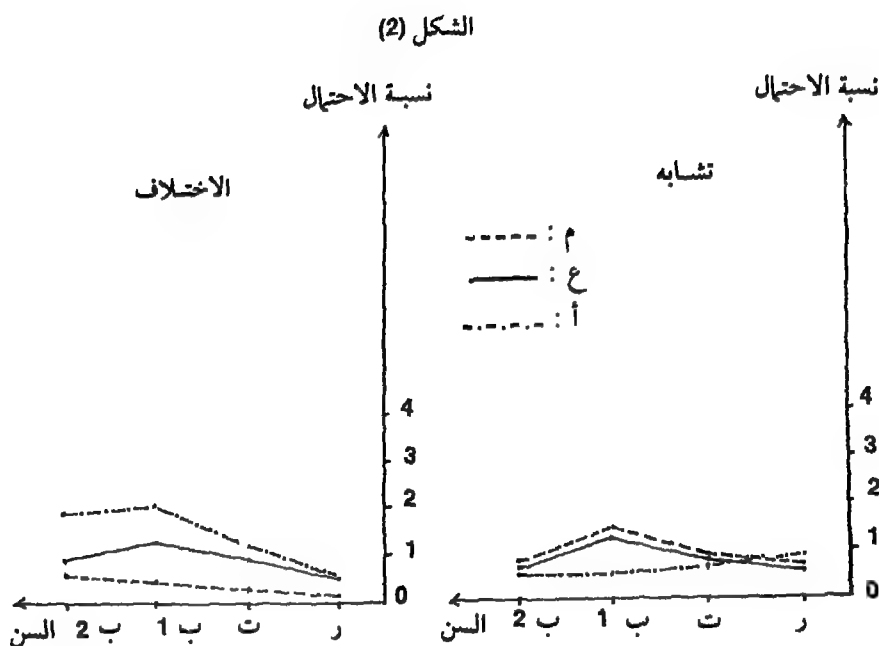 الشكل (2)
نسبة الاحتمال
تشابه
م :
ع :
أ :
4
3
2
1
0
ر ت ب 1 ب 2 السن
نسبة الاحتمال
الاختلاف
4
3
2
1
0
ر ت ب 1 ب 2 السن